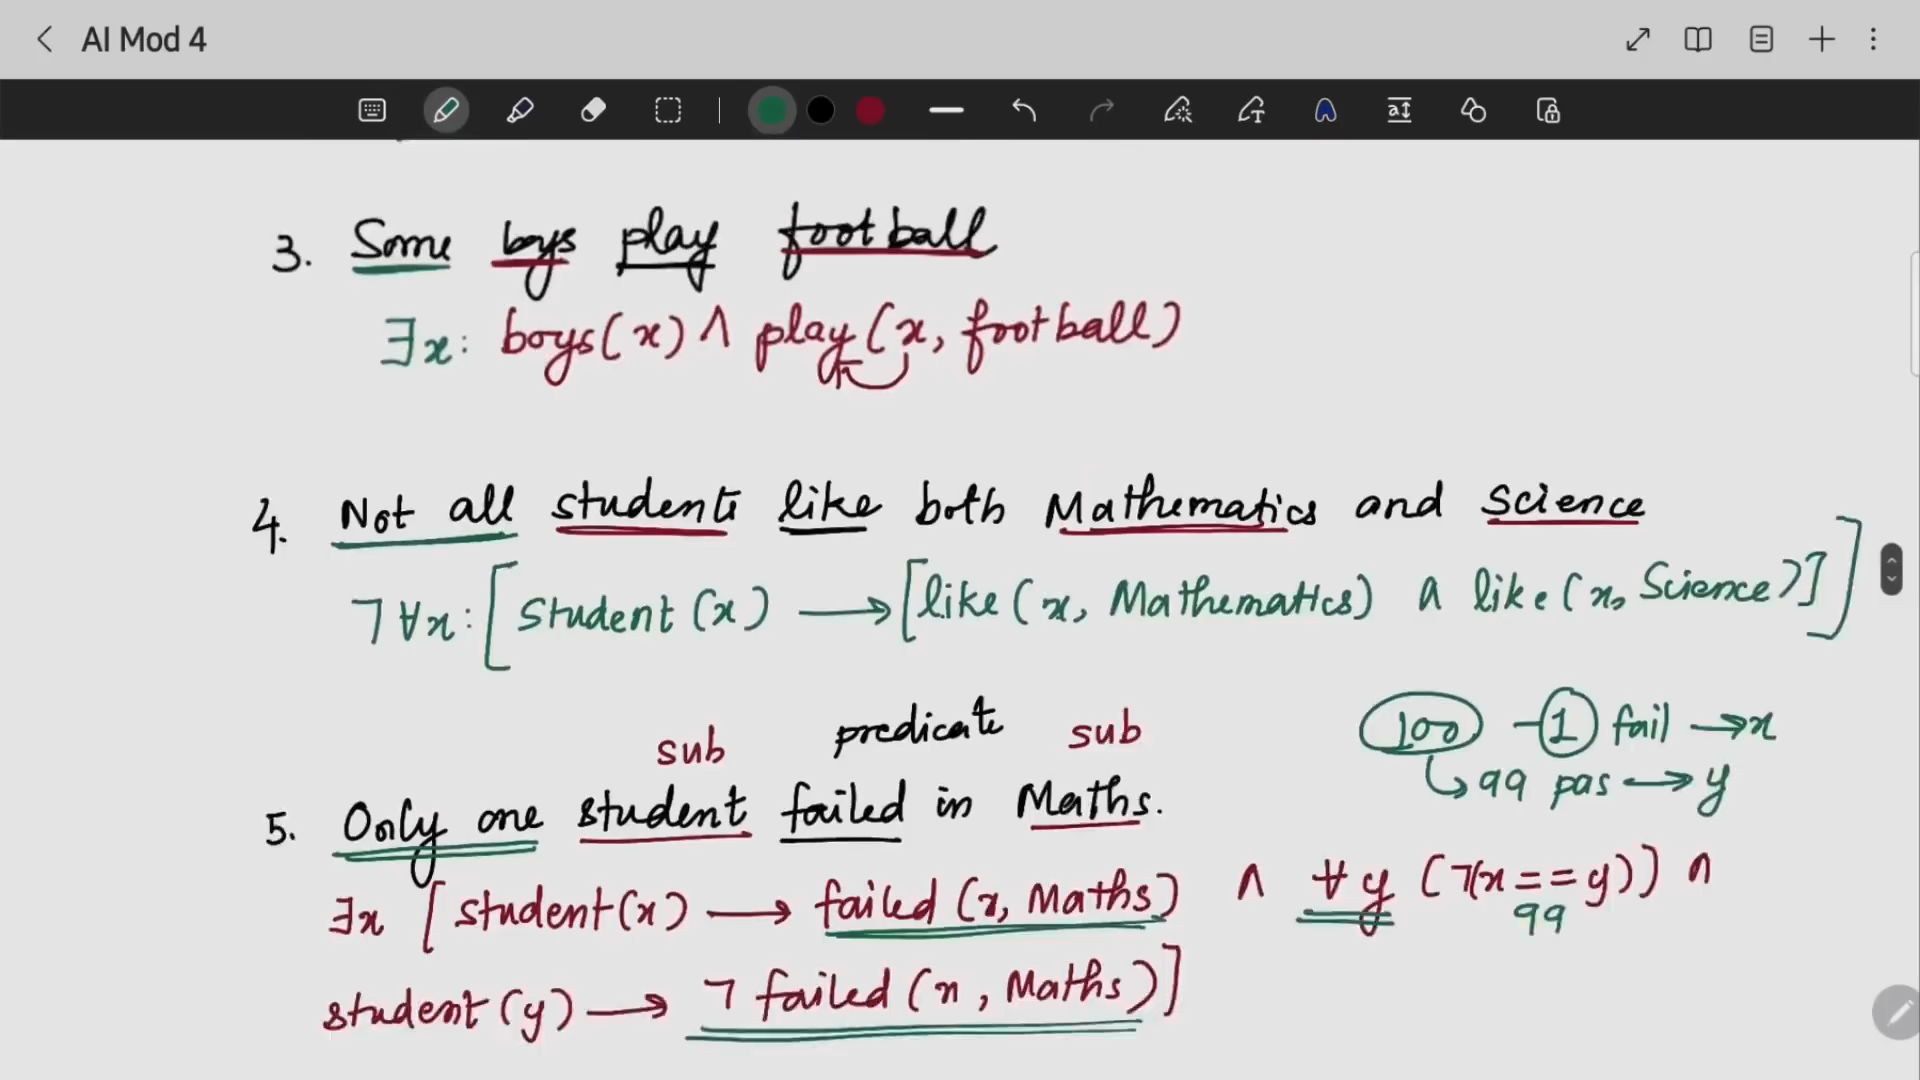 AI Mod 4
3. Some boys play football
∃x: boys(x) ∧ play(x, football)
4. Not all students like both Mathematics and Science
¬∀x: [Student(x) ⟶ [like(x, Mathematics) ∧ like(x, Science)]]
sub predicate sub
100 - 1 fail → x
↳ 99 pas → y
5. Only one student failed in Maths.
∃x [student(x) ⟶ failed(x, Maths) ∧ ∀y (¬(x==y)) ∧
99
student(y) ⟶ ¬ failed(x, Maths)]